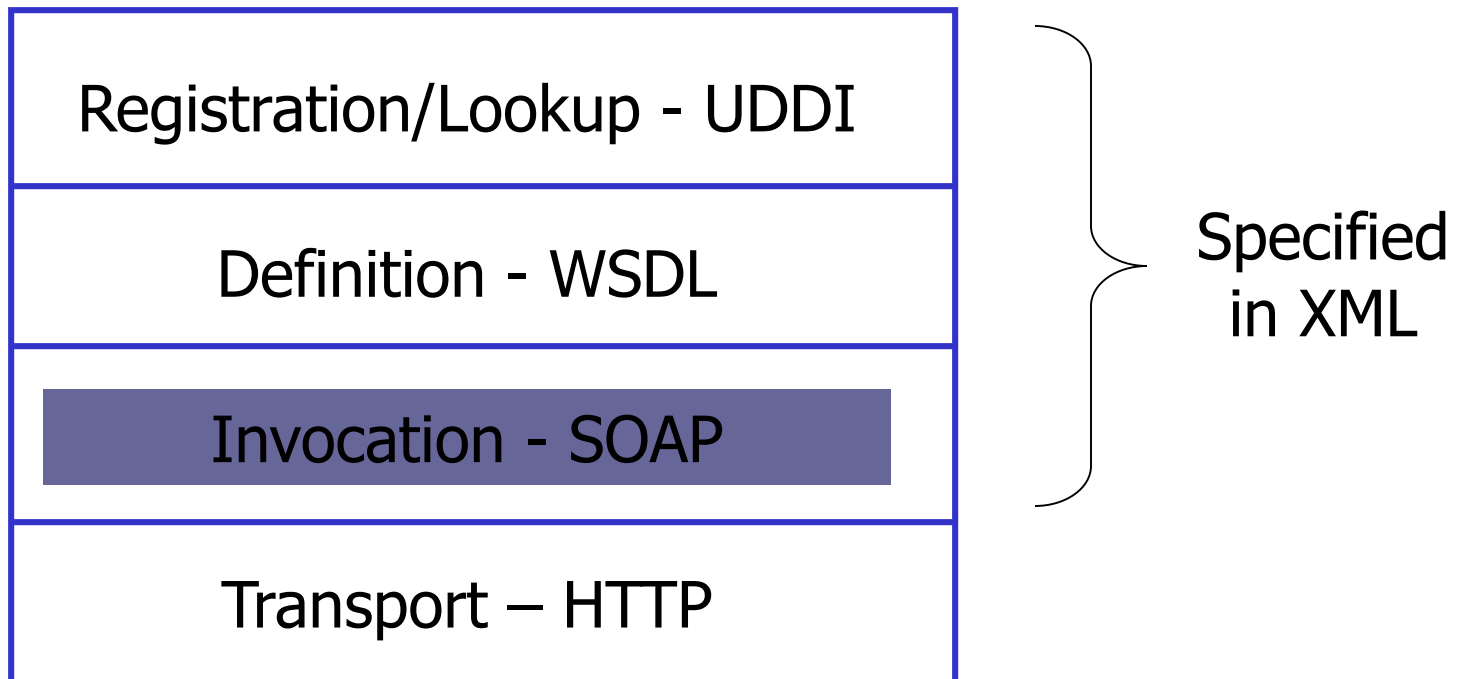 Registration/Lookup - UDDI
Definition - WSDL
Invocation - SOAP
Transport – HTTP
Specified
in XML